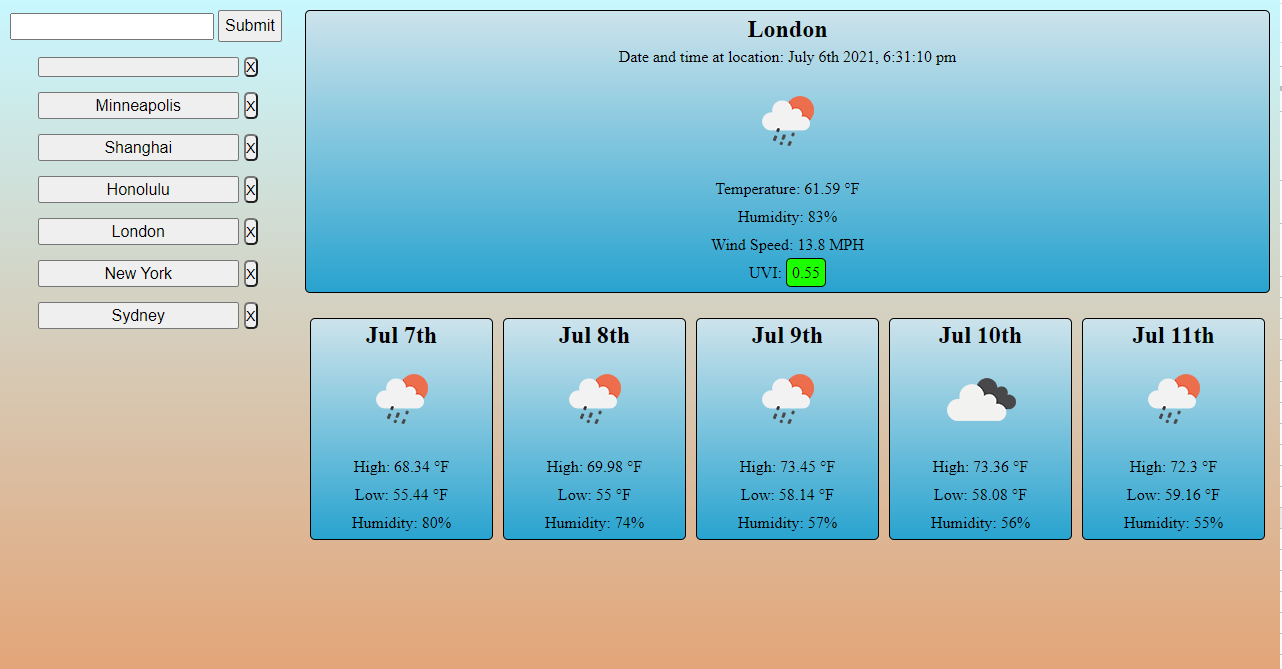 Submit
X
Minneapolis X
Shanghai X
Honolulu X
London X
New York X
Sydney X
London
Date and time at location: July 6th 2021, 6:31:10 pm
Temperature: 61.59 °F
Humidity: 83%
Wind Speed: 13.8 MPH
UVI: 0.55
Jul 7th
High: 68.34 °F
Low: 55.44 °F
Humidity: 80%
Jul 8th
High: 69.98 °F
Low: 55 °F
Humidity: 74%
Jul 9th
High: 73.45 °F
Low: 58.14 °F
Humidity: 57%
Jul 10th
High: 73.36 °F
Low: 58.08 °F
Humidity: 56%
Jul 11th
High: 72.3 °F
Low: 59.16 °F
Humidity: 55%